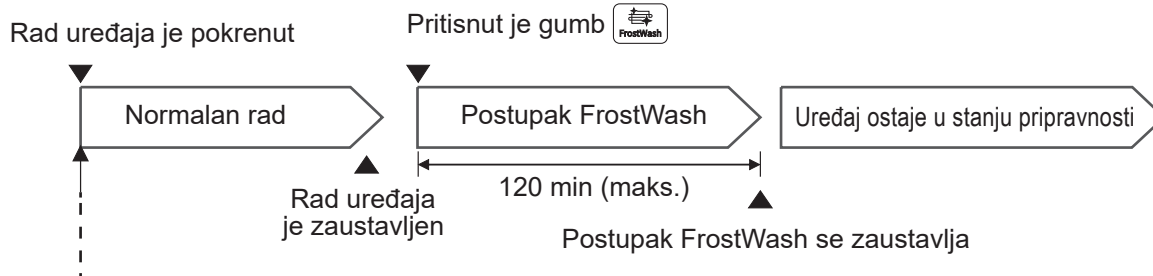 Rad uređaja je pokrenut
Pritisnut je gumb
FrostWash
Normalan rad
Postupak FrostWash
Uređaj ostaje u stanju pripravnosti
120 min (maks.)
Rad uređaja
je zaustavljen
Postupak FrostWash se zaustavlja